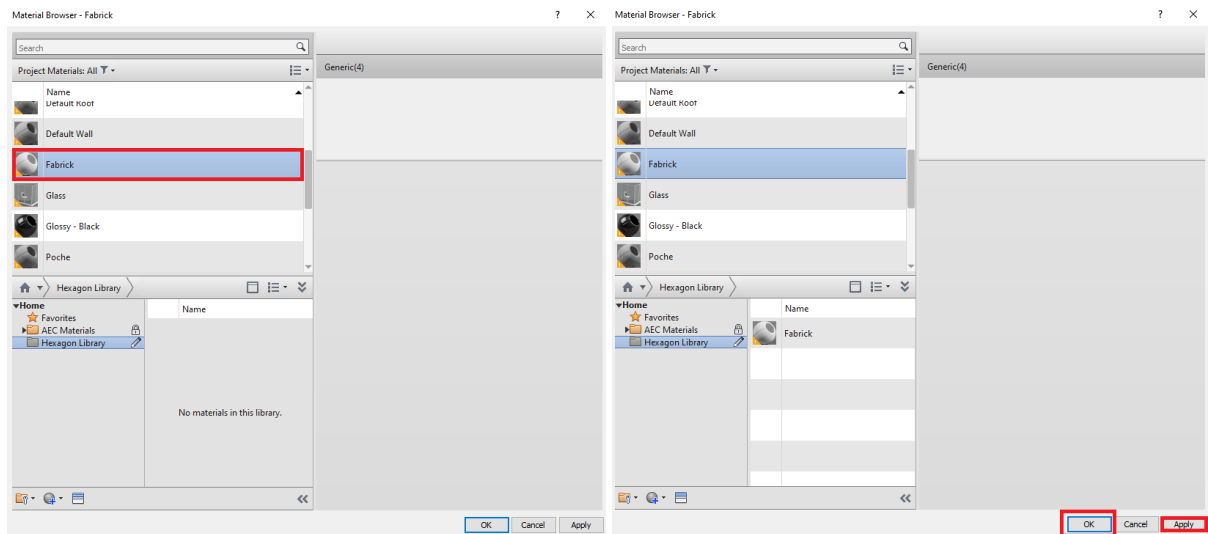 Material Browser - Fabrick
?
Search
Project Materials: All
Name
Default Roof
Default Wall
Fabrick
Glass
Glossy - Black
Poche
Hexagon Library
Home
Favorites
AEC Materials
Hexagon Library
Name
No materials in this library.
Generic(4)
OK Cancel Apply
Material Browser - Fabrick
?
Search
Project Materials: All
Name
Default Roof
Default Wall
Fabrick
Glass
Glossy - Black
Poche
Hexagon Library
Home
Favorites
AEC Materials
Hexagon Library
Name
Fabrick
Generic(4)
OK Cancel Apply